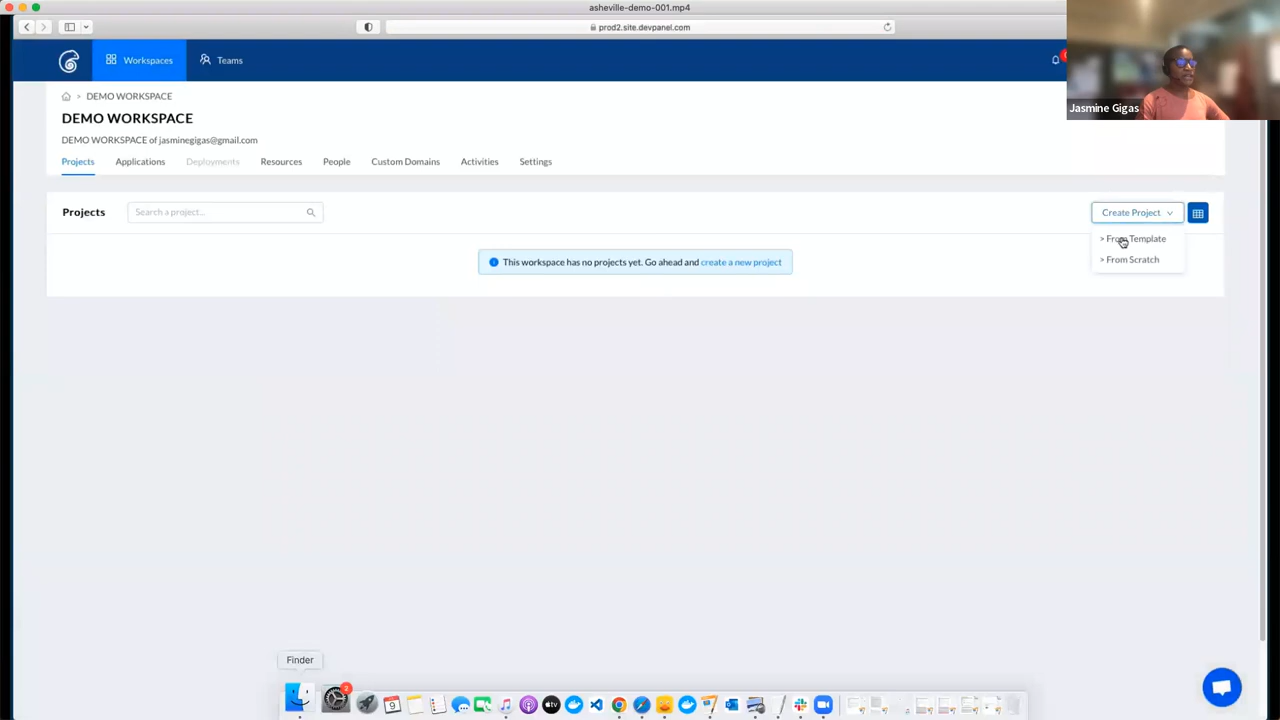 asheville-demo-001.mp4
prod2.site.devpanel.com
Workspaces
Teams
Jasmine Gigas
> DEMO WORKSPACE
DEMO WORKSPACE
DEMO WORKSPACE of jasminegigas@gmail.com
Projects Applications Deployments Resources People Custom Domains Activities Settings
Projects
Search a project...
Create Project
> From Template
> From Scratch
This workspace has no projects yet. Go ahead and create a new project
Finder
2
9